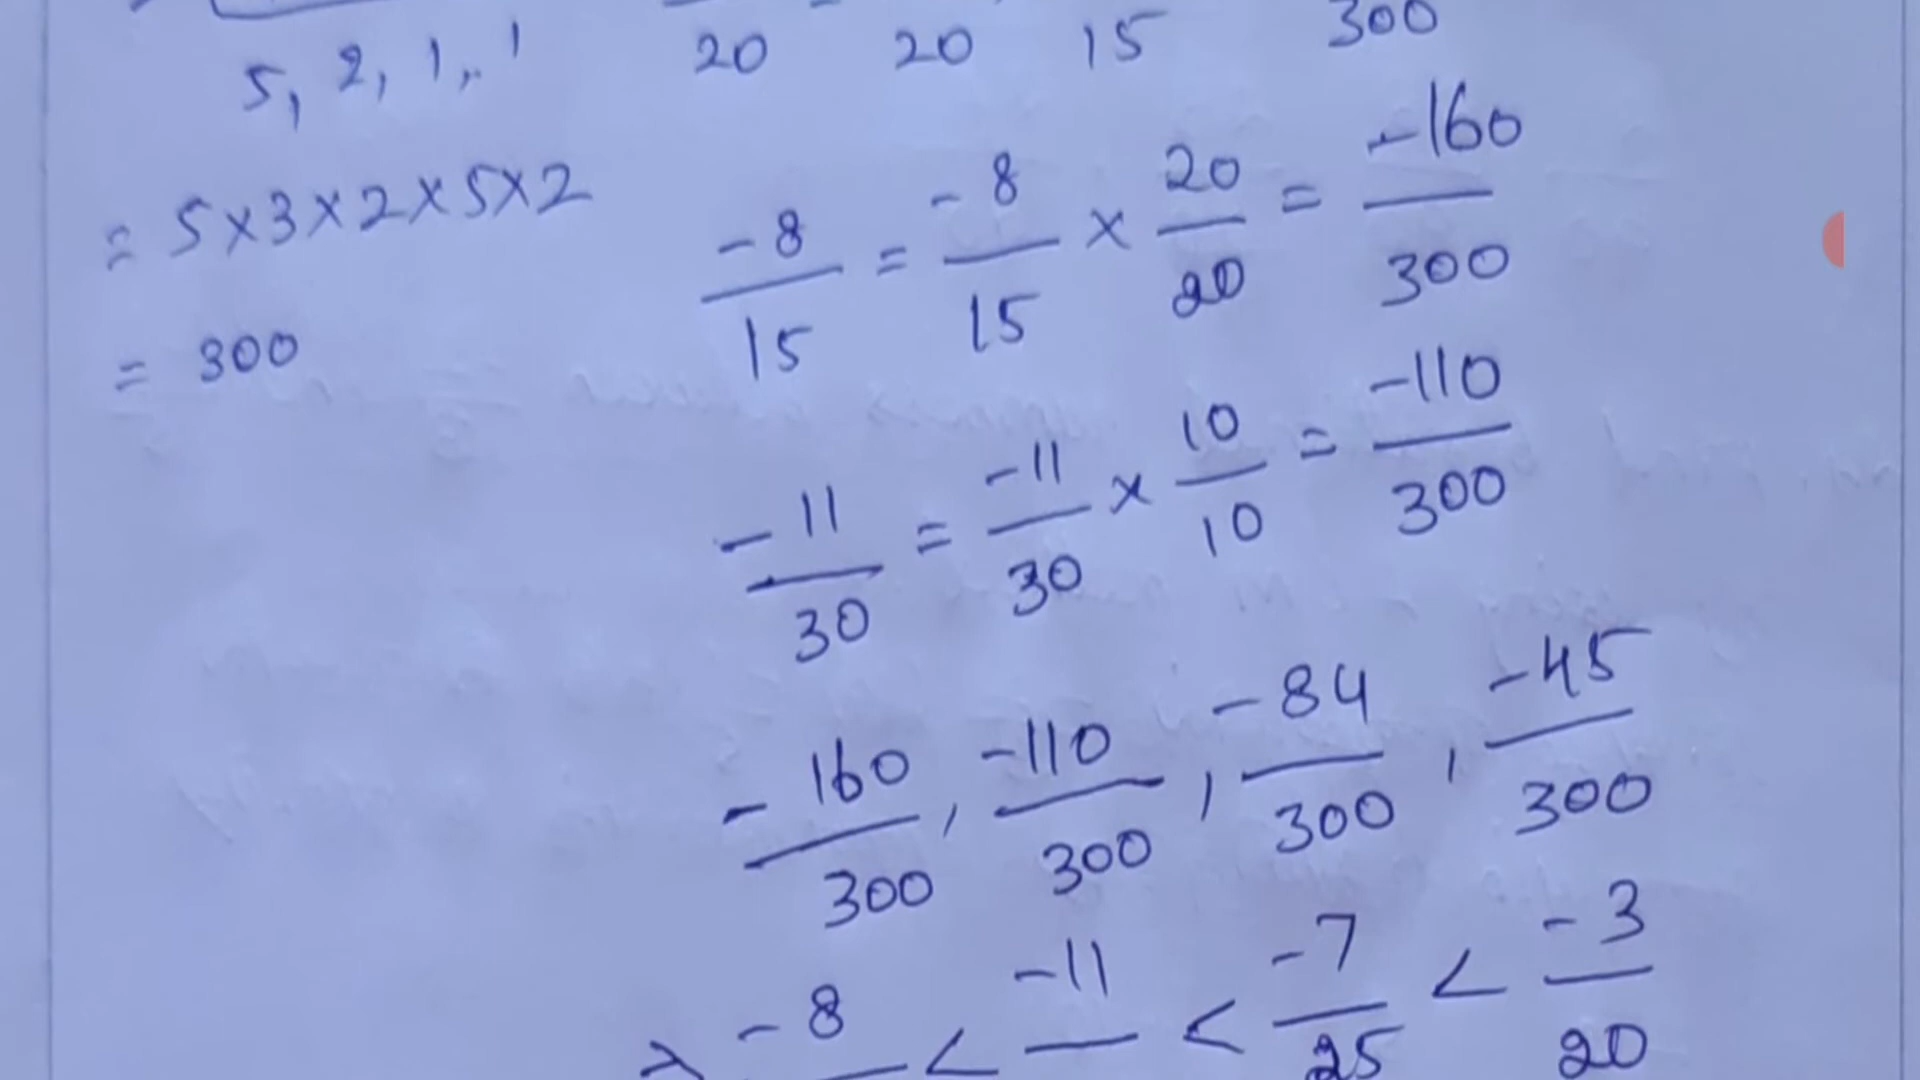 5, 2, 1, 1
20 20 15 300
= 5×3×2×5×2
= 300
-8/15 = -8/15 × 20/20 = -160/300
-11/30 = -11/30 × 10/10 = -110/300
-160/300, -110/300, -84/300, -45/300
-8 < -11 < -7/25 < -3/20